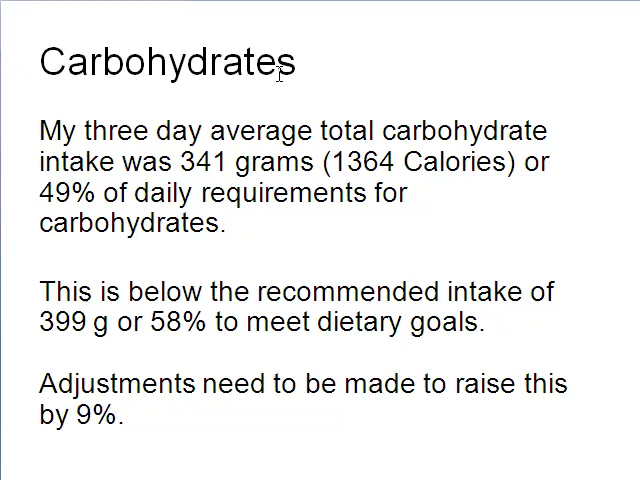 Carbohydrates
My three day average total carbohydrate
intake was 341 grams (1364 Calories) or
49% of daily requirements for
carbohydrates.
This is below the recommended intake of
399 g or 58% to meet dietary goals.
Adjustments need to be made to raise this
by 9%.